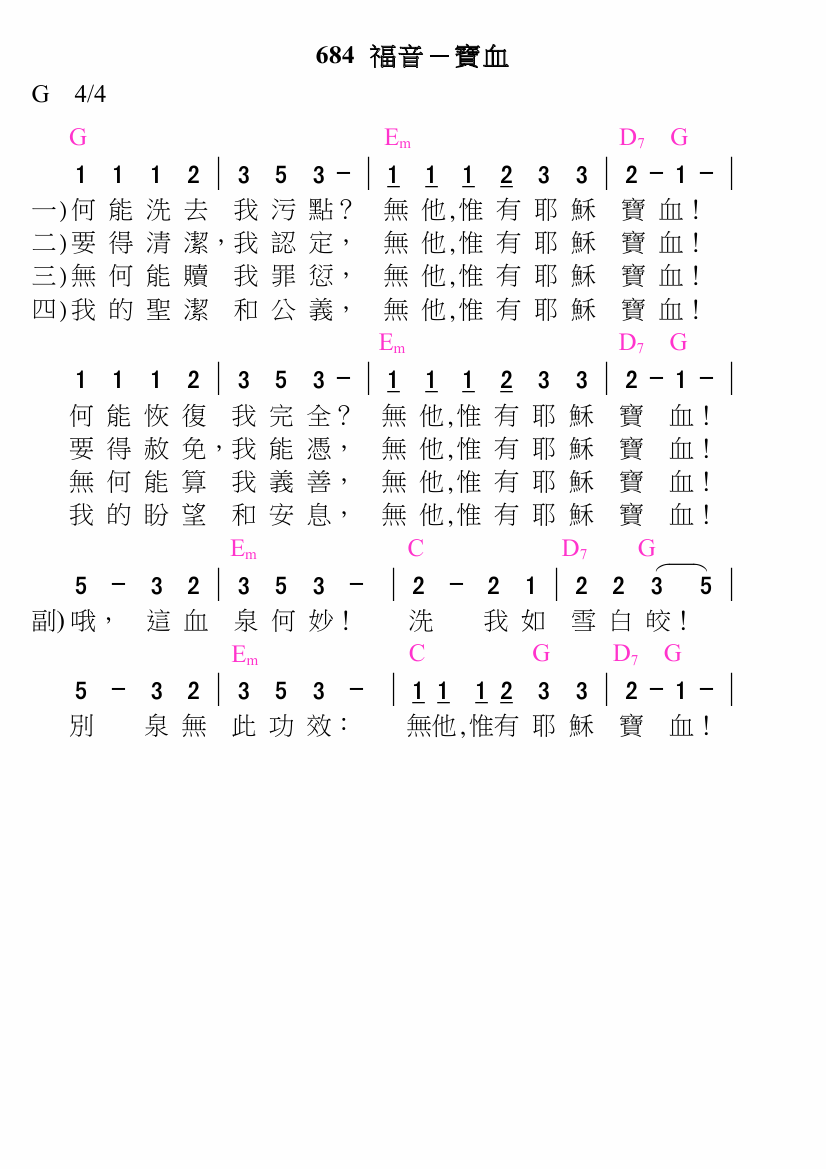 684 福音－寶血
G 4/4
G Em D7 G
1 1 1 2 | 3 5 3 - | 1 1 1 2 3 3 | 2 - 1 - |
一)何能洗去 我污點？ 無他,惟有耶穌 寶血！
二)要得清潔，我認定， 無他,惟有耶穌 寶血！
三)無何能贖 我罪愆， 無他,惟有耶穌 寶血！
四)我的聖潔 和公義， 無他,惟有耶穌 寶血！
Em D7 G
1 1 1 2 | 3 5 3 - | 1 1 1 2 3 3 | 2 - 1 - |
何能恢復 我完全？ 無他,惟有耶穌 寶 血！
要得赦免，我能憑， 無他,惟有耶穌 寶 血！
無何能算 我義善， 無他,惟有耶穌 寶 血！
我的盼望 和安息， 無他,惟有耶穌 寶 血！
Em C D7 G
5 - 3 2 | 3 5 3 - | 2 - 2 1 | 2 2 3 5 |
副)哦， 這血 泉何妙！ 洗 我如 雪白皎！
Em C G D7 G
5 - 3 2 | 3 5 3 - | 1 1 1 2 3 3 | 2 - 1 - |
別 泉無 此功效： 無他,惟有耶穌 寶 血！